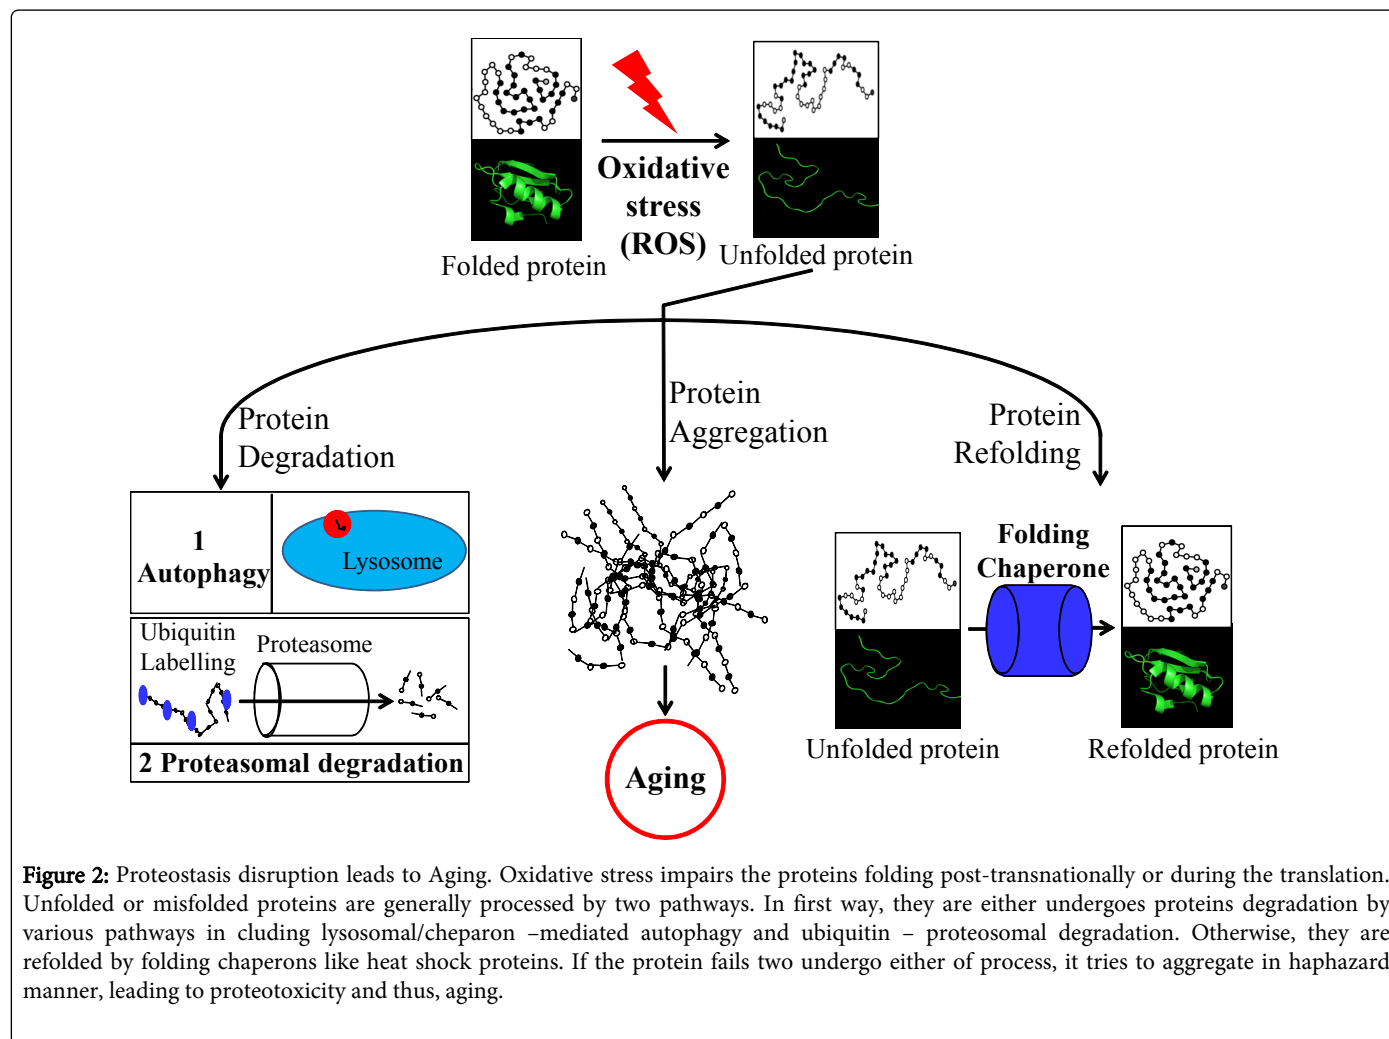 Folded protein
Oxidative
stress
(ROS)
Unfolded protein
Protein
Degradation
Protein
Aggregation
Protein
Refolding
1
Autophagy
Lysosome
Ubiquitin
Labelling
Proteasome
2 Proteasomal degradation
Aging
Folding
Chaperone
Unfolded protein
Refolded protein
Figure 2: Proteostasis disruption leads to Aging. Oxidative stress impairs the proteins folding post-transnationally or during the translation.
Unfolded or misfolded proteins are generally processed by two pathways. In first way, they are either undergoes proteins degradation by
various pathways in cluding lysosomal/cheparon –mediated autophagy and ubiquitin – proteosomal degradation. Otherwise, they are
refolded by folding chaperons like heat shock proteins. If the protein fails two undergo either of process, it tries to aggregate in haphazard
manner, leading to proteotoxicity and thus, aging.